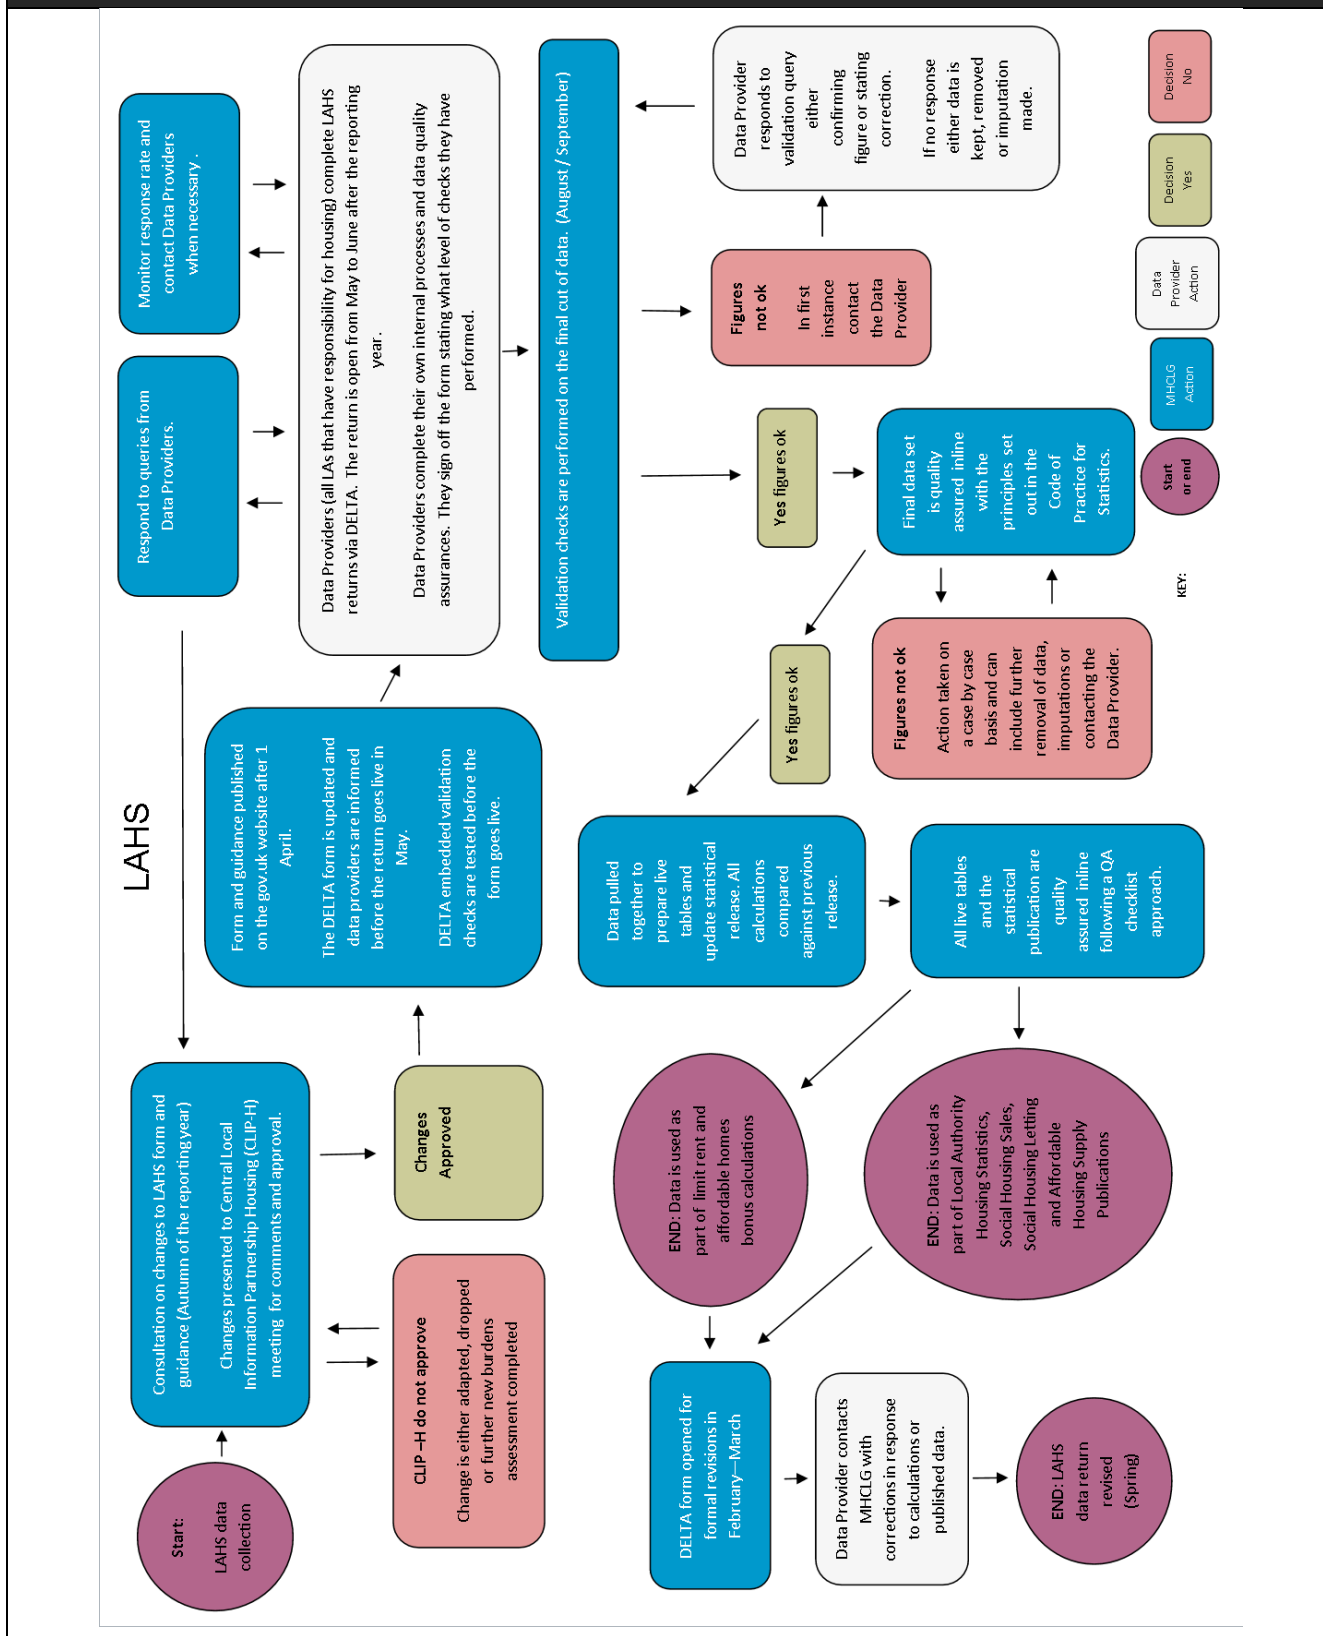 LAHS
Start:
LAHS data
collection
Consultation on changes to LAHS form and
guidance (Autumn of the reporting year)
Changes presented to Central Local
Information Partnership Housing (CLIP-H)
meeting for comments and approval.
CLIP –H do not approve
Change is either adapted, dropped
or further new burdens
assessment completed
Changes
Approved
Form and guidance published
on the gov.uk website after 1
April.
The DELTA form is updated and
data providers are informed
before the return goes live in
May.
DELTA embedded validation
checks are tested before the
form goes live.
Respond to queries from
Data Providers.
Monitor response rate and
contact Data Providers
when necessary .
Data Providers (all LAs that have responsibility for housing) complete LAHS
returns via DELTA. The return is open from May to June after the reporting
year.
Data Providers complete their own internal processes and data quality
assurances. They sign off the form stating what level of checks they have
performed.
Validation checks are performed on the final cut of data. (August / September)
Figures
not ok
In first
instance
contact
the Data
Provider
Data Provider
responds to
validation query
either
confirming
figure or stating
correction.
If no response
either data is
kept, removed
or imputation
made.
Yes figures ok
Final data set
is quality
assured inline
with the
principles set
out in the
Code of
Practice for
Statistics.
Figures not ok
Action taken on
a case by case
basis and can
include further
removal of data,
imputations or
contacting the
Data Provider.
Yes figures ok
Data pulled
together to
prepare live
tables and
update statistical
release. All
calculations
compared
against previous
release.
All live tables
and the
statistical
publication are
quality
assured inline
following a QA
checklist
approach.
END: Data is used as
part of limit rent and
affordable homes
bonus calculations
END: Data is used as
part of Local Authority
Housing Statistics,
Social Housing Sales,
Social Housing Letting
and Affordable
Housing Supply
Publications
DELTA form opened for
formal revisions in
February—March
Data Provider contacts
MHCLG with
corrections in response
to calculations or
published data.
END: LAHS
data return
revised
(Spring)
KEY:
Start
or end
MHCLG
Action
Data
Provider
Action
Decision
Yes
Decision
No